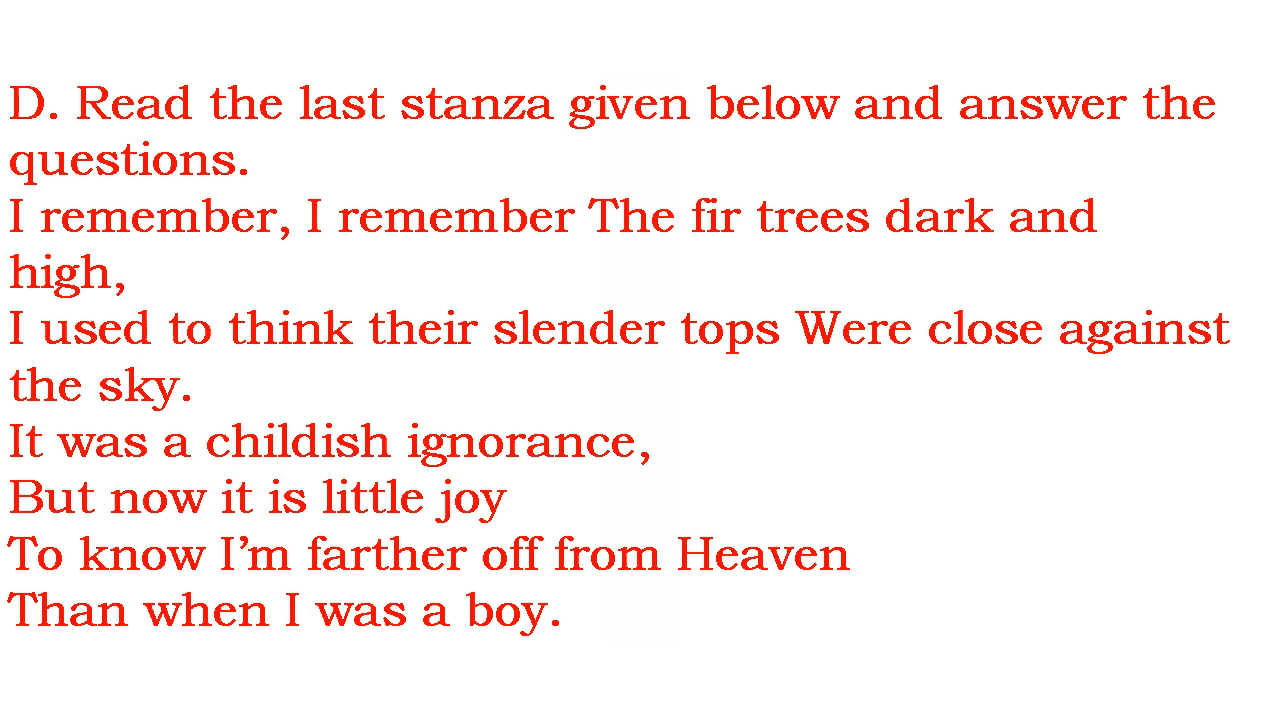 D. Read the last stanza given below and answer the
questions.
I remember, I remember The fir trees dark and
high,
I used to think their slender tops Were close against
the sky.
It was a childish ignorance,
But now it is little joy
To know I’m farther off from Heaven
Than when I was a boy.